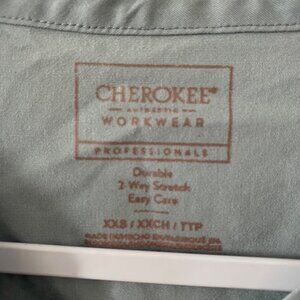 CHEROKEE®
AUTHENTIC
WORKWEAR
PROFESSIONALS
Durable
2-Way Stretch
Easy Care
XXS / XXCH / TTP